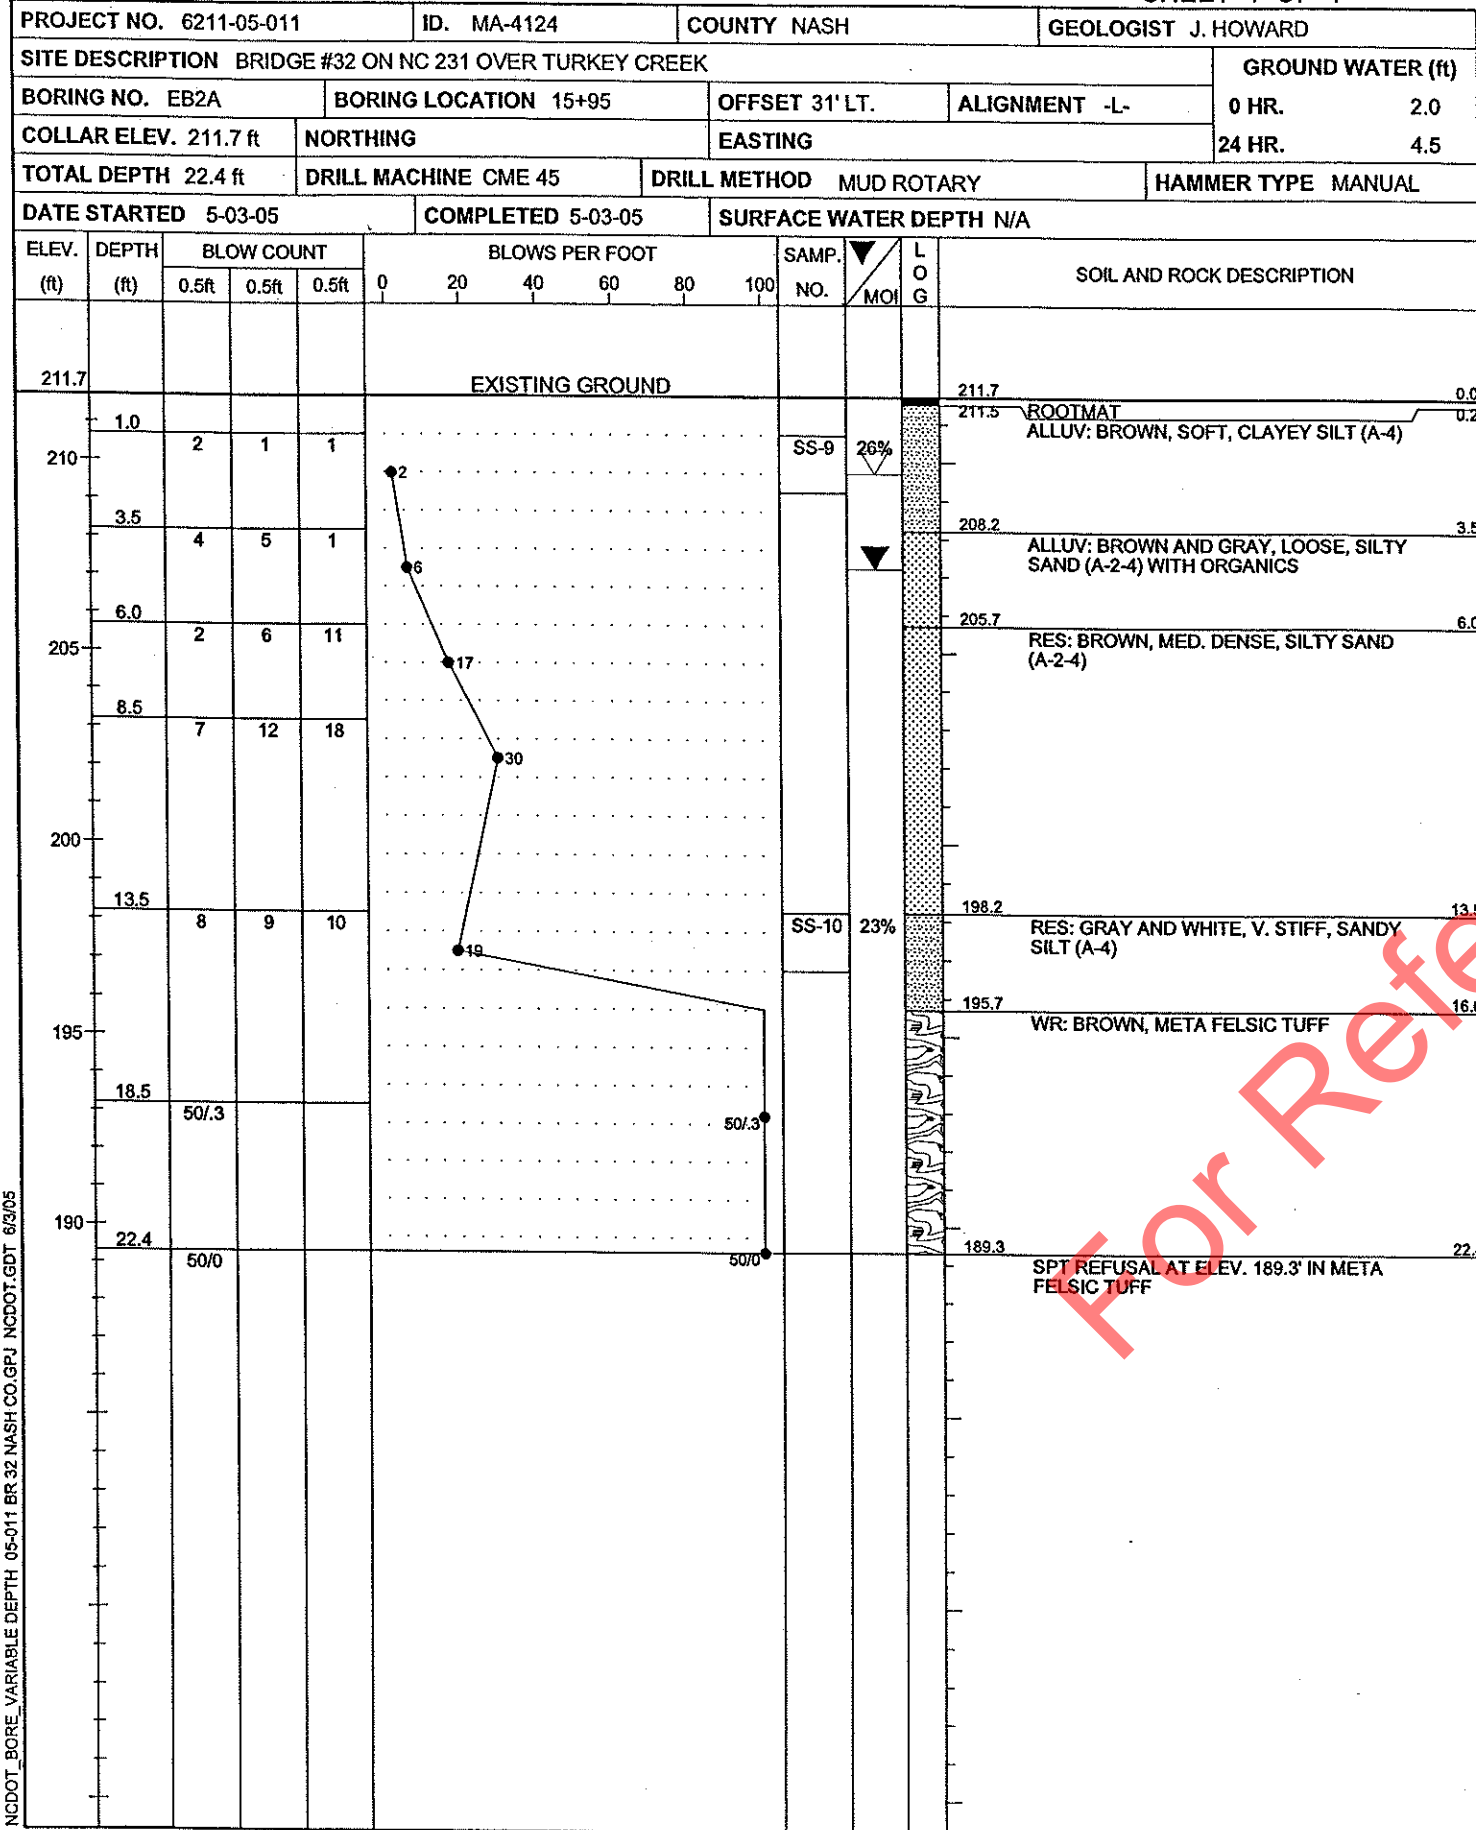 PROJECT NO. 6211-05-011 ID. MA-4124 COUNTY NASH GEOLOGIST J. HOWARD
SITE DESCRIPTION BRIDGE #32 ON NC 231 OVER TURKEY CREEK GROUND WATER (ft)
BORING NO. EB2A BORING LOCATION 15+95 OFFSET 31' LT. ALIGNMENT -L- 0 HR. 2.0
COLLAR ELEV. 211.7 ft NORTHING EASTING 24 HR. 4.5
TOTAL DEPTH 22.4 ft DRILL MACHINE CME 45 DRILL METHOD MUD ROTARY HAMMER TYPE MANUAL
DATE STARTED 5-03-05 COMPLETED 5-03-05 SURFACE WATER DEPTH N/A
ELEV. DEPTH BLOW COUNT BLOWS PER FOOT SAMP. L
O SOIL AND ROCK DESCRIPTION
(ft) (ft) 0.5ft 0.5ft 0.5ft 0 20 40 60 80 100 NO. MOI G
211.7 EXISTING GROUND 211.7 0.0
211.5 ROOTMAT 0.2
1.0 ALLUV: BROWN, SOFT, CLAYEY SILT (A-4)
210 2 1 1 SS-9 26%
2
3.5 208.2 3.5
4 5 1 ALLUV: BROWN AND GRAY, LOOSE, SILTY
SAND (A-2-4) WITH ORGANICS
6
6.0 205.7 6.0
205 2 6 11 RES: BROWN, MED. DENSE, SILTY SAND
(A-2-4)
17
8.5
7 12 18
30
200
13.5 198.2 13.5
8 9 10 SS-10 23% RES: GRAY AND WHITE, V. STIFF, SANDY
SILT (A-4)
19
195.7
195 WR: BROWN, META FELSIC TUFF
18.5
50/.3
50/.3
190
22.4 189.3
50/0 50/0 SPT REFUSAL AT ELEV. 189.3' IN META
FELSIC TUFF
For Refe
NCDOT_BORE_VARIABLE DEPTH 05-011 BR 32 NASH CO.GPJ NCDOT.GDT 6/3/05